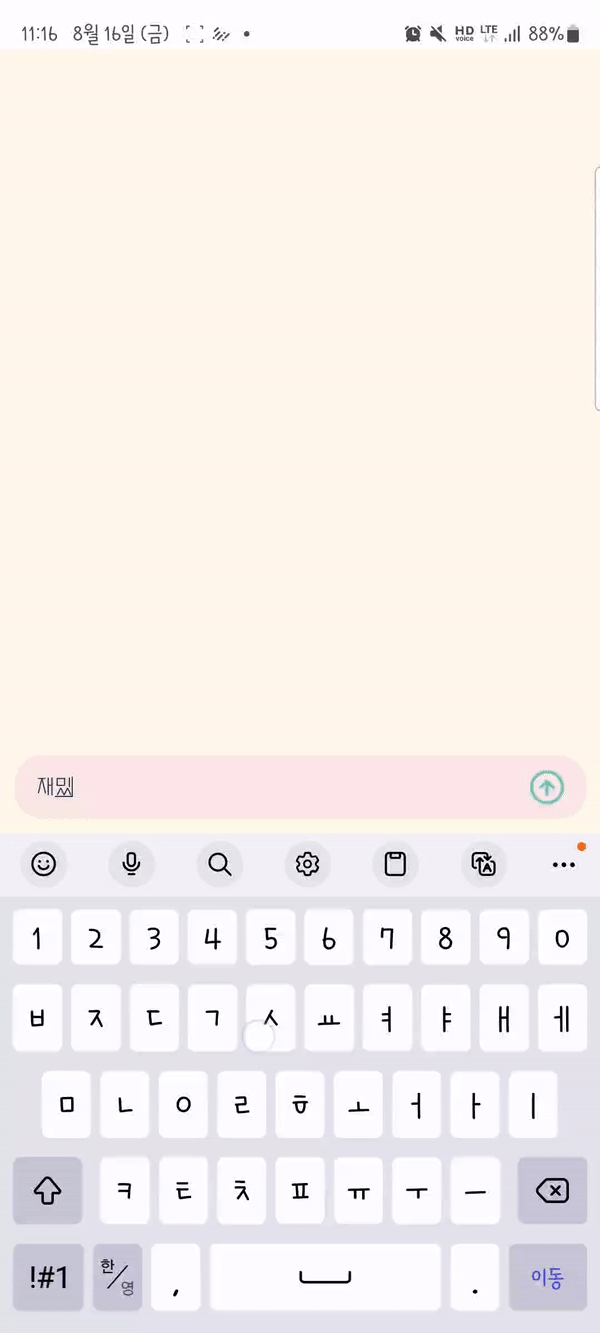 11:16 8월 16일 (금) HD voice LTE 88%
재밌
1 2 3 4 5 6 7 8 9 0
ㅂ ㅈ ㄷ ㄱ ㅅ ㅛ ㅕ ㅑ ㅐ ㅔ
ㅁ ㄴ ㅇ ㄹ ㅎ ㅗ ㅓ ㅏ ㅣ
ㅋ ㅌ ㅊ ㅍ ㅠ ㅜ ㅡ
!#1 한/영 , . 이동